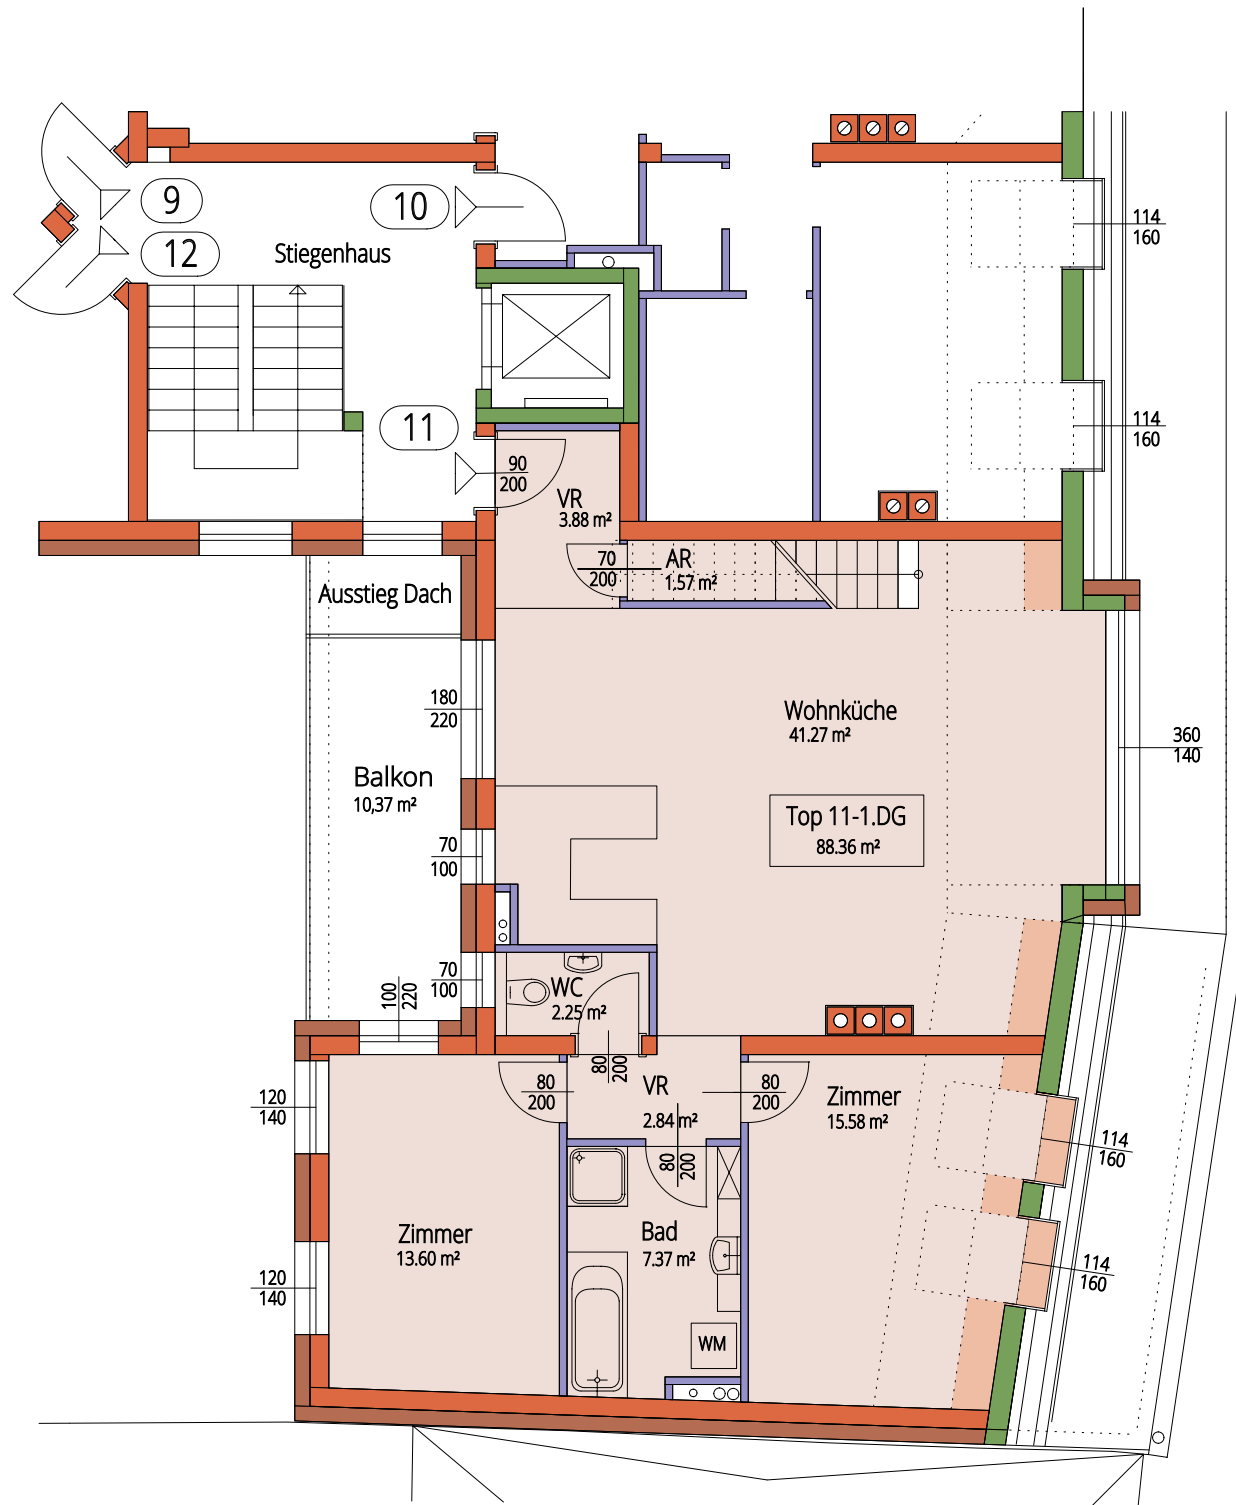 9
10
12
Stiegenhaus
114
160
11
114
160
90
200
VR
3.88 m²
70
200
AR
1.57 m²
Ausstieg Dach
180
220
Wohnküche
41.27 m²
360
140
Balkon
10,37 m²
Top 11-1.DG
88.36 m²
70
100
70
100
100
220
WC
2.25 m²
80
200
VR
2.84 m²
80
200
80
200
Zimmer
15.58 m²
120
140
114
160
80
200
Zimmer
13.60 m²
Bad
7.37 m²
120
140
114
160
WM